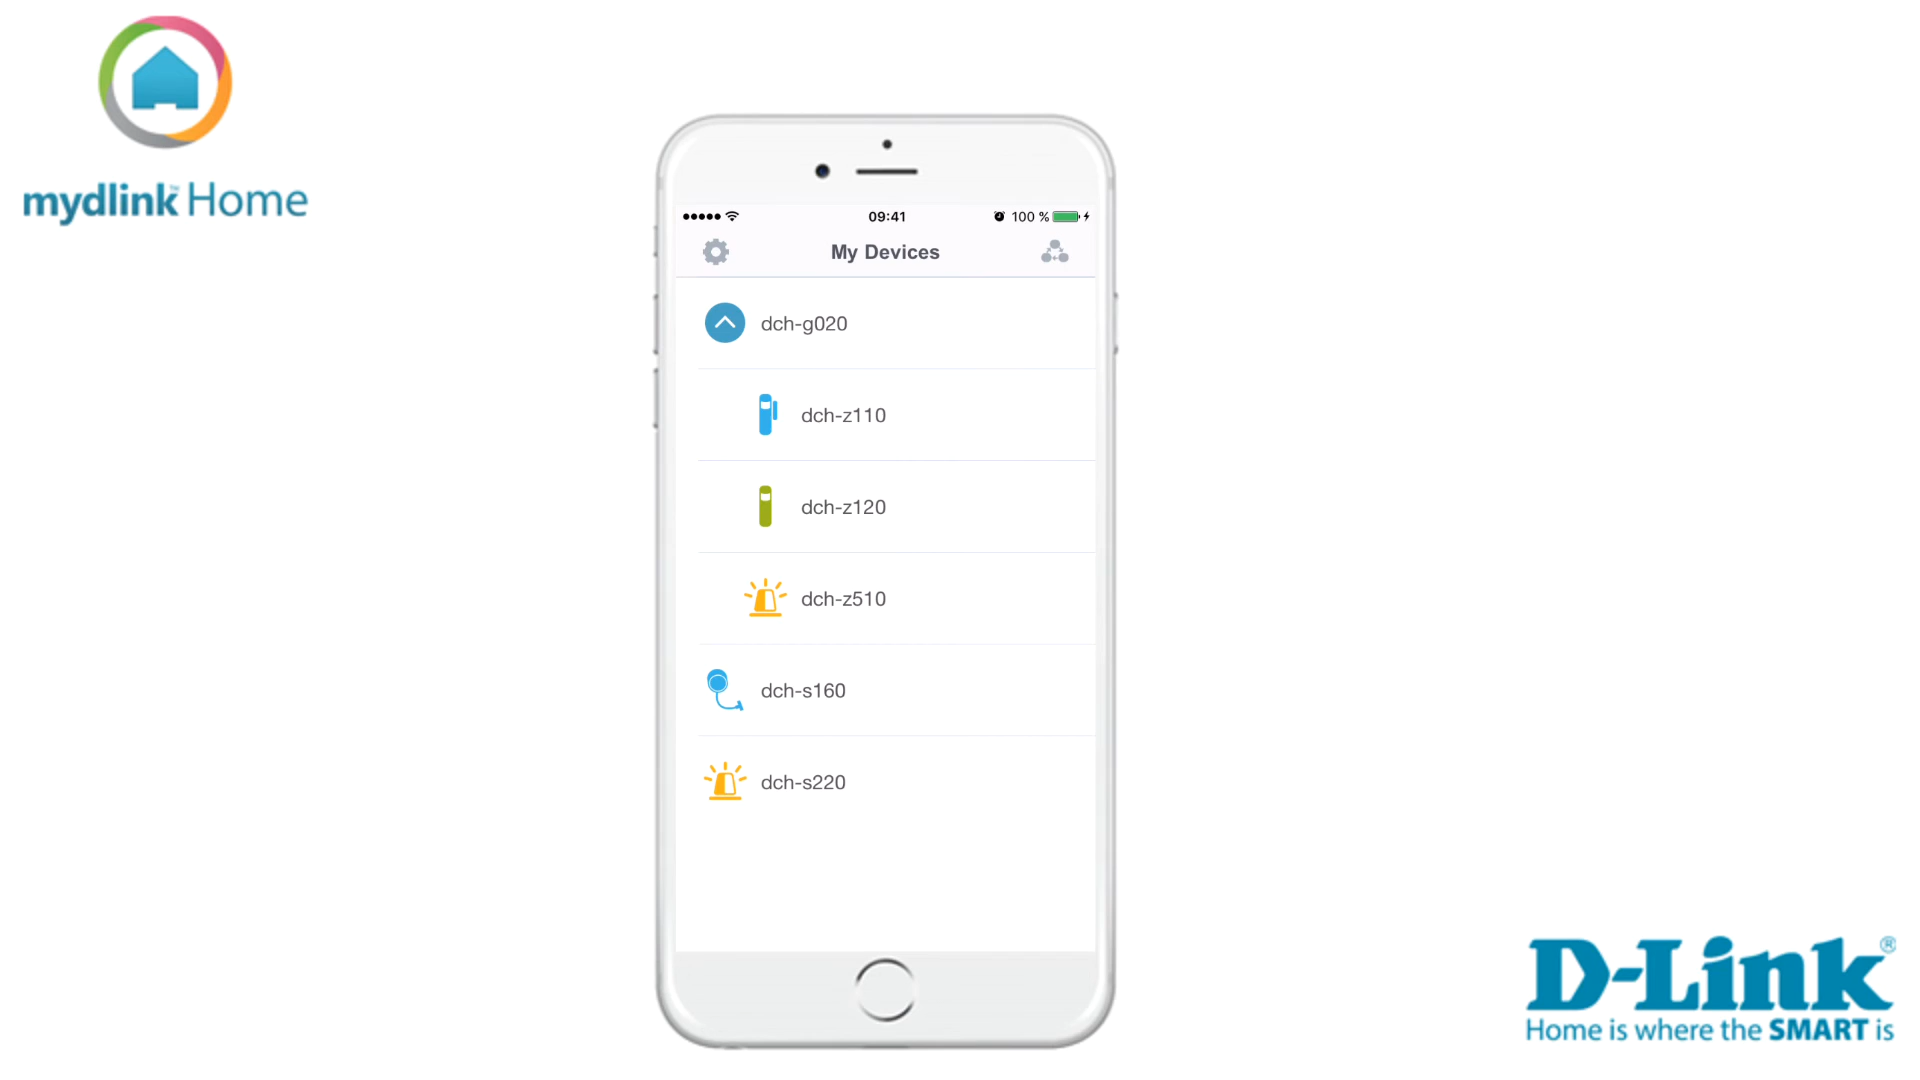 mydlink™ Home
09:41
100 %
My Devices
dch-g020
dch-z110
dch-z120
dch-z510
dch-s160
dch-s220
D-Link®
Home is where the SMART is